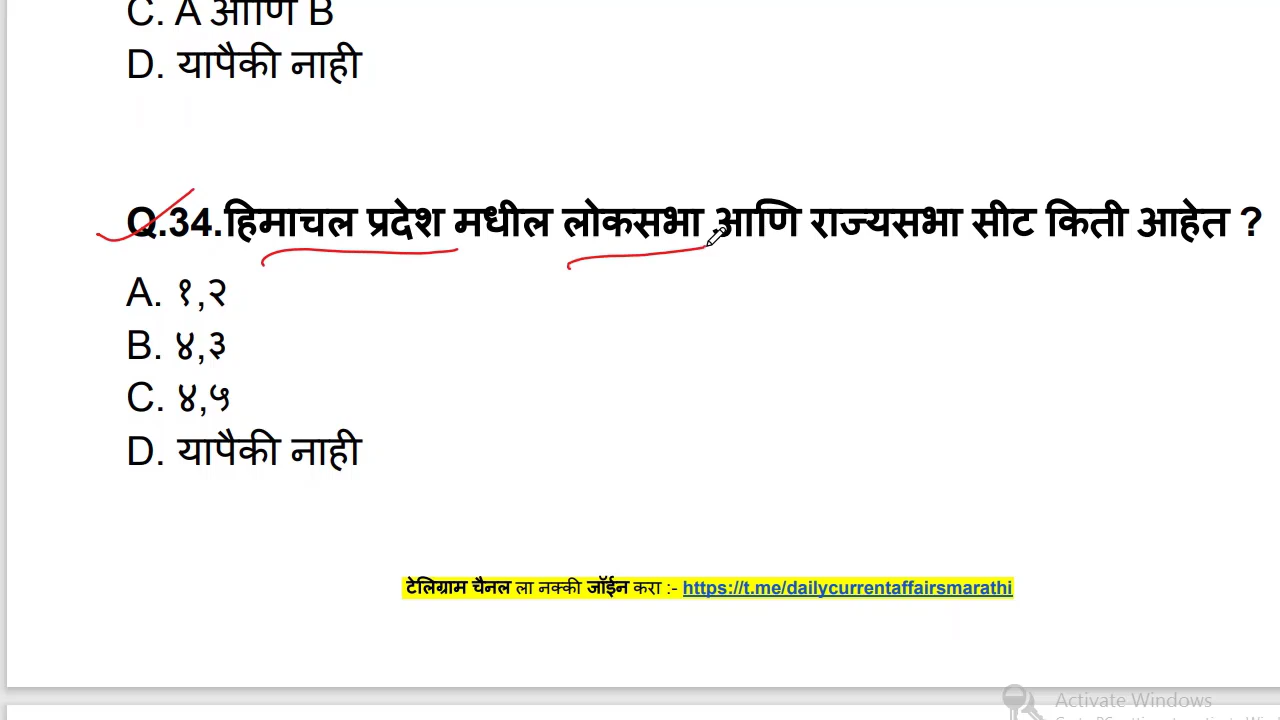 C. A आणि B
D. यापैकी नाही
Q.34.हिमाचल प्रदेश मधील लोकसभा आणि राज्यसभा सीट किती आहेत ?
A. १,२
B. ४,३
C. ४,५
D. यापैकी नाही
टेलिग्राम चैनल ला नक्की जॉईन करा :- https://t.me/dailycurrentaffairsmarathi
Activate Windows